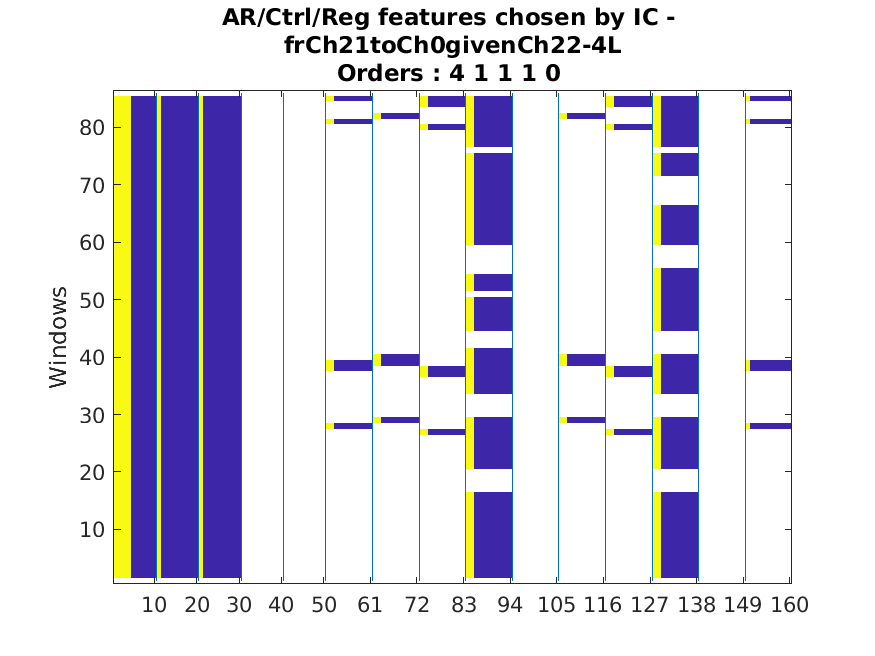 AR/Ctrl/Reg features chosen by IC -
frCh21toCh0givenCh22-4L
Orders : 4 1 1 1 0
Windows
80
70
60
50
40
30
20
10
10 20 30 40 50 61 72 83 94 105 116 127 138 149 160